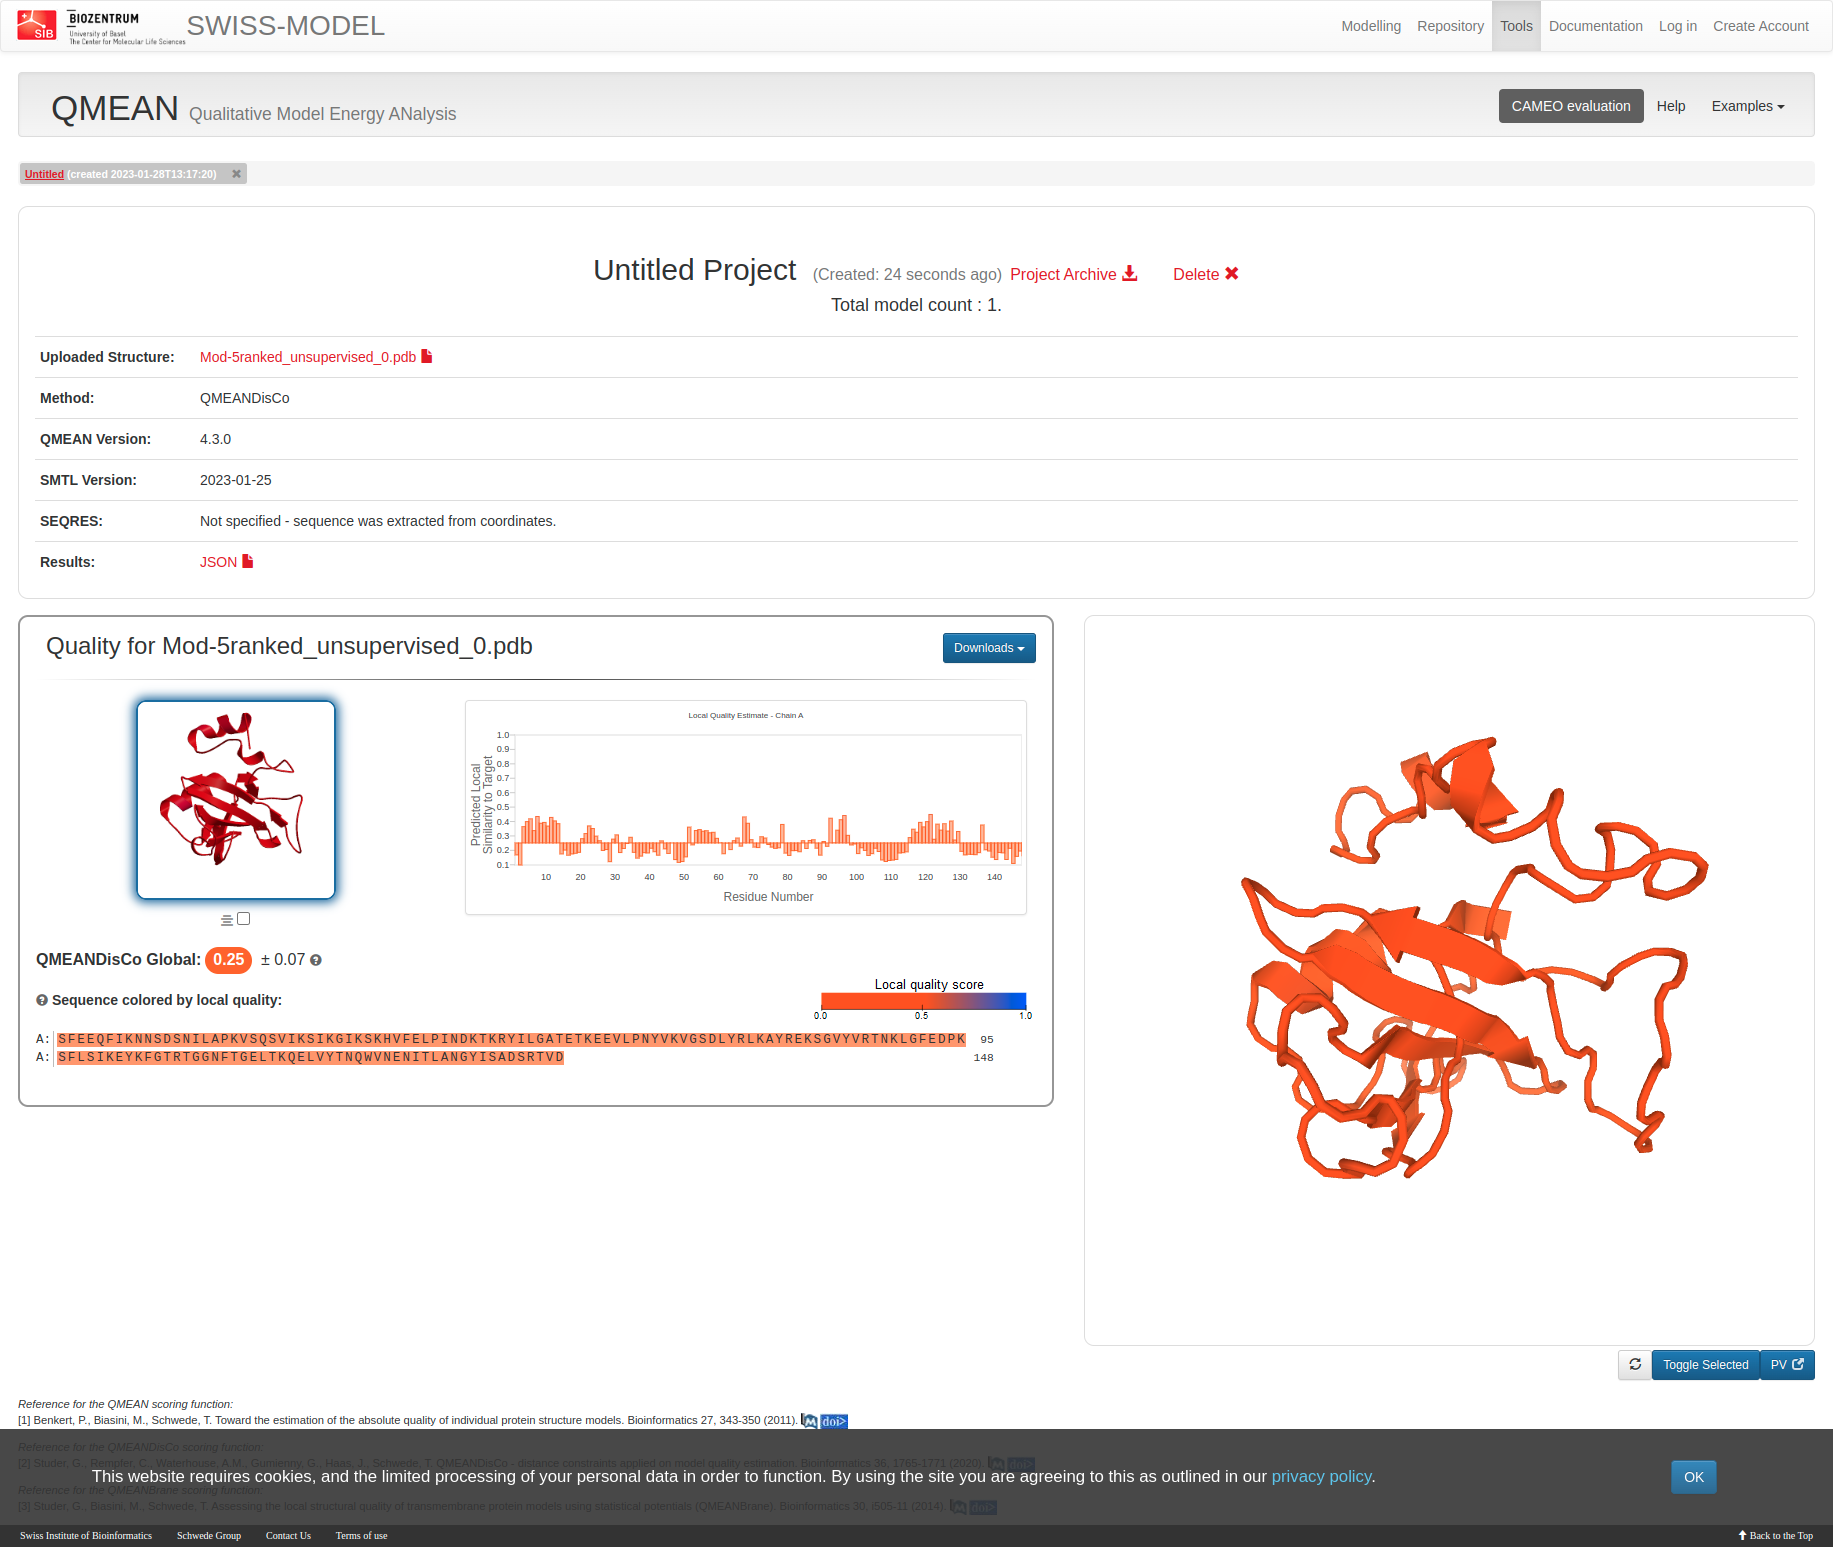 SIB
BIOZENTRUM
University of Basel
The Center for Molecular Life Sciences
SWISS-MODEL
Modelling Repository Tools Documentation Log in Create Account
QMEAN Qualitative Model Energy ANalysis
CAMEO evaluation Help Examples
Untitled (created 2023-01-28T13:17:20)
Untitled Project (Created: 24 seconds ago) Project Archive Delete
Total model count : 1.
Uploaded Structure: Mod-5ranked_unsupervised_0.pdb
Method: QMEANDisCo
QMEAN Version: 4.3.0
SMTL Version: 2023-01-25
SEQRES: Not specified - sequence was extracted from coordinates.
Results: JSON
Quality for Mod-5ranked_unsupervised_0.pdb
Downloads
Local Quality Estimate - Chain A
Predicted Local
Similarity to Target
1.0
0.9
0.8
0.7
0.6
0.5
0.4
0.3
0.2
0.1
10 20 30 40 50 60 70 80 90 100 110 120 130 140
Residue Number
QMEANDisCo Global: 0.25 ± 0.07
Sequence colored by local quality:
Local quality score
0.0 0.5 1.0
A: SFEEQFIKNNSDSNILAPKVSQSVIKSIKGIKSKHVFELPINDKTKRYILGATETKEEVLPNYVKVGSDLYRLKAYREKSGVYVRTNKLGFEDPK 95
A: SFLSIKEYKFGTRTGGNFTGELTKQELVYTNQWVNENITLANGYISADSRTVD 148
Toggle Selected PV
Reference for the QMEAN scoring function:
[1] Benkert, P., Biasini, M., Schwede, T. Toward the estimation of the absolute quality of individual protein structure models. Bioinformatics 27, 343-350 (2011). M doi>
Reference for the QMEANDisCo scoring function:
[2] Studer, G., Rempfer, C., Waterhouse, A.M., Gumienny, G., Haas, J., Schwede, T. QMEANDisCo - distance constraints applied on model quality estimation. Bioinformatics 36, 1765-1771 (2020). M doi>
This website requires cookies, and the limited processing of your personal data in order to function. By using the site you are agreeing to this as outlined in our privacy policy.
OK
Reference for the QMEANBrane scoring function:
[3] Studer, G., Biasini, M., Schwede, T. Assessing the local structural quality of transmembrane protein models using statistical potentials (QMEANBrane). Bioinformatics 30, i505-11 (2014). M doi>
Swiss Institute of Bioinformatics Schwede Group Contact Us Terms of use Back to the Top